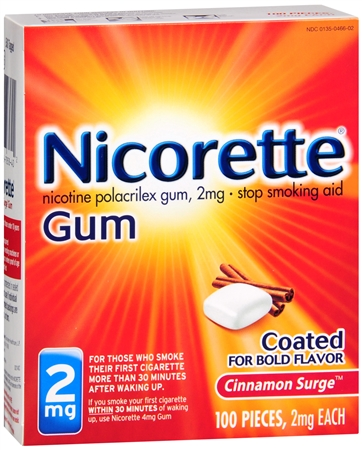 NDC-0135-0466-02
100 PIECES
Nicorette®
nicotine polacrilex gum, 2mg • stop smoking aid
Gum
Coated
FOR BOLD FLAVOR
Cinnamon Surge™
100 PIECES, 2mg EACH
2
mg
FOR THOSE WHO SMOKE
THEIR FIRST CIGARETTE
MORE THAN 30 MINUTES
AFTER WAKING UP.
If you smoke your first cigarette
WITHIN 30 MINUTES of waking
up, use Nicorette 4mg Gum